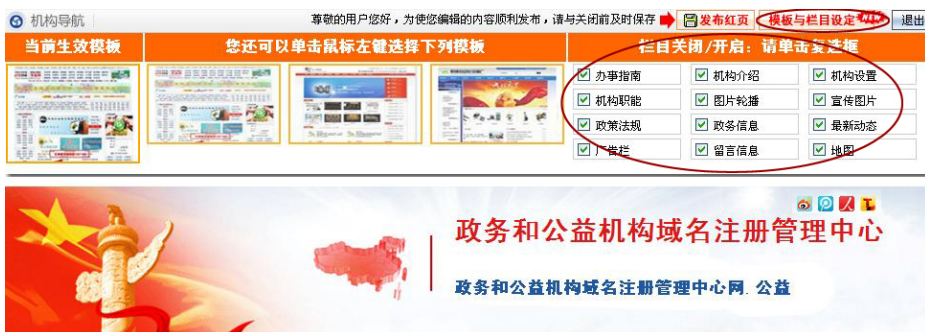 机构导航 尊敬的用户您好，为使您编辑的内容顺利发布，请与关闭前及时保存 发布红页 模板与栏目设定 退出
当前生效模板 您还可以单击鼠标左键选择下列模板 栏目关闭/开启：请单击复选框
办事指南 机构介绍 机构设置
机构职能 图片轮播 宣传图片
政策法规 政务信息 最新动态
广告栏 留言信息 地图
政务和公益机构域名注册管理中心
政务和公益机构域名注册管理中心网.公益